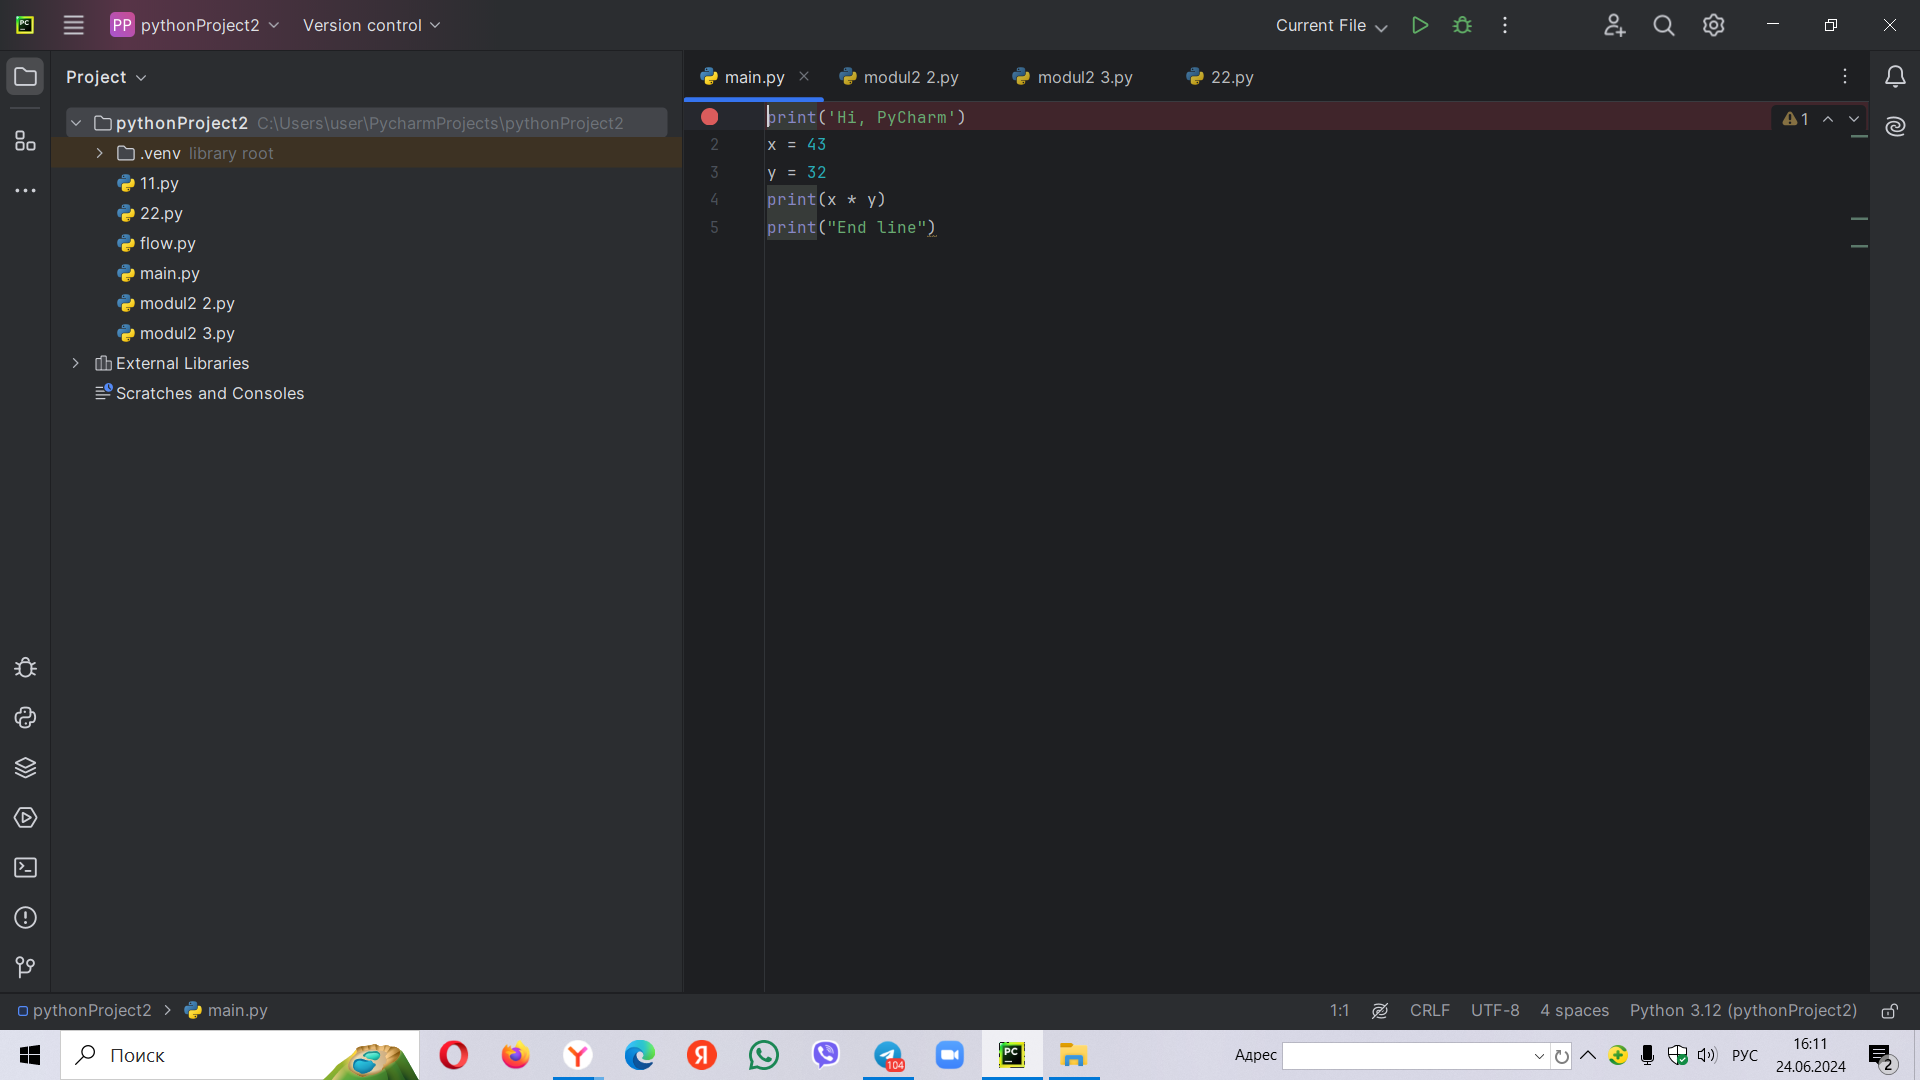 PC
PP pythonProject2 Version control Current File
Project
main.py modul2 2.py modul2 3.py 22.py
pythonProject2 C:\Users\user\PycharmProjects\pythonProject2
.venv library root
11.py
22.py
flow.py
main.py
modul2 2.py
modul2 3.py
External Libraries
Scratches and Consoles
print('Hi, PyCharm')
1
2 x = 43
3 y = 32
4 print(x * y)
5 print("End line")
pythonProject2 > main.py 1:1 CRLF UTF-8 4 spaces Python 3.12 (pythonProject2)
Поиск Я 104 PC Адрес РУС 16:11
24.06.2024
2